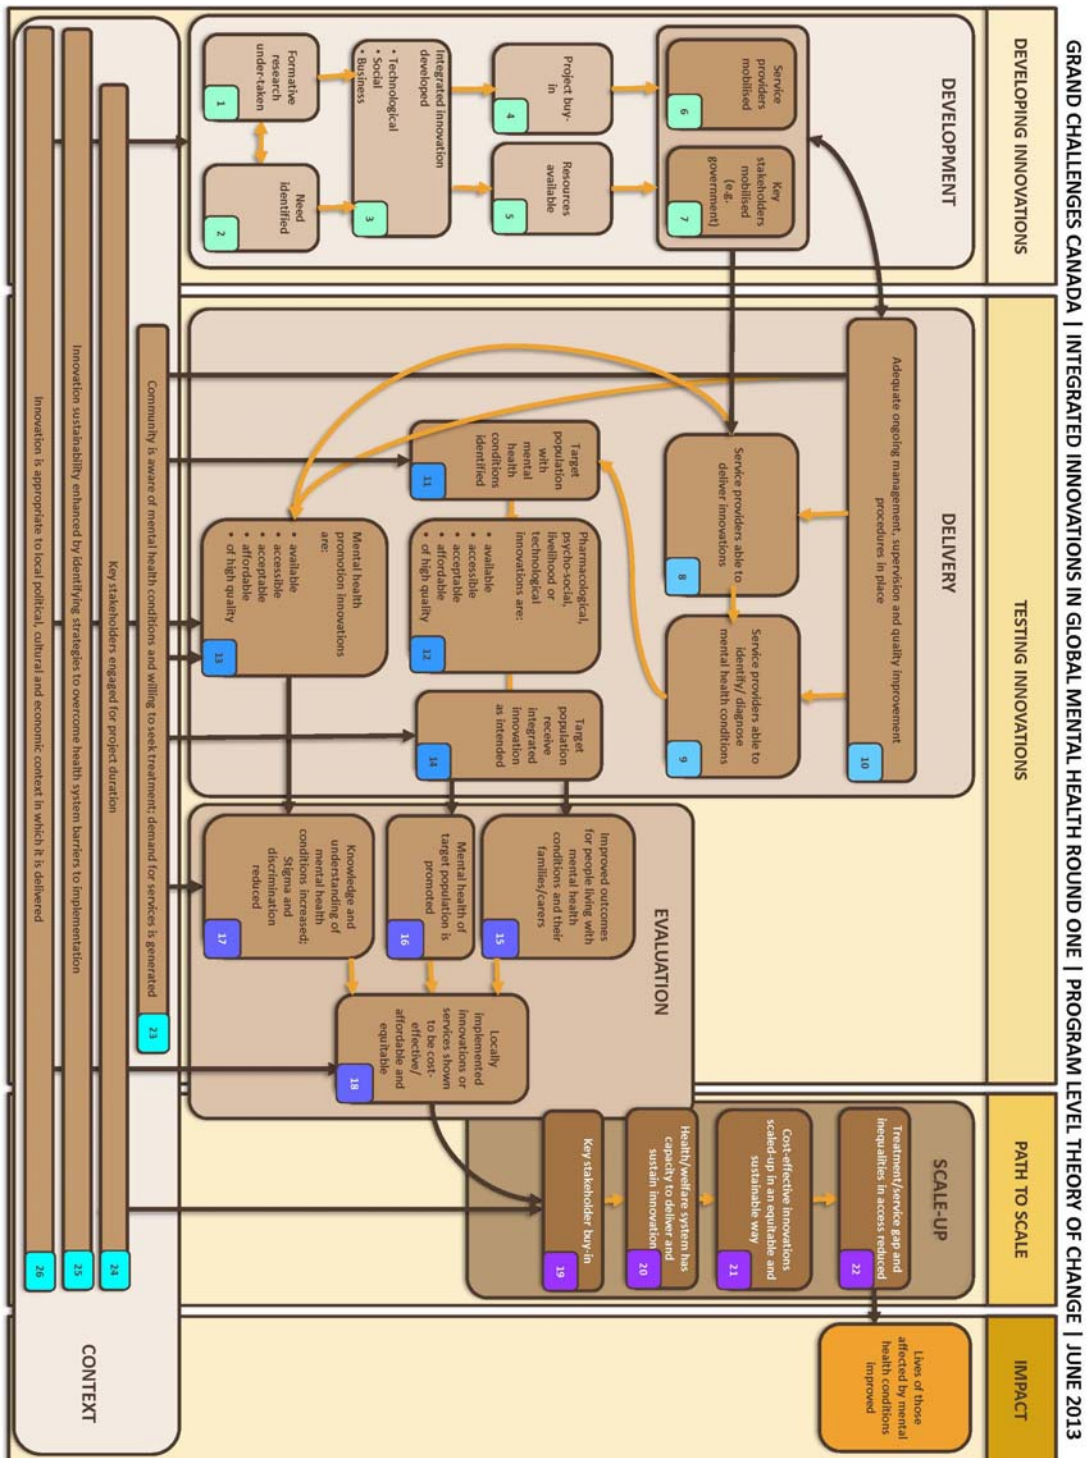 GRAND CHALLENGES CANADA | INTEGRATED INNOVATIONS IN GLOBAL MENTAL HEALTH ROUND ONE | PROGRAM LEVEL THEORY OF CHANGE | JUNE 2013
DEVELOPING INNOVATIONS
TESTING INNOVATIONS
PATH TO SCALE
IMPACT
DEVELOPMENT
Service
providers
mobilised
6
Key
stakeholders
mobilised
(e.g.
government)
7
Project buy-
in
4
Resources
available
5
Integrated innovation
developed
• Technological
• Social
• Business
3
Formative
research
under-taken
1
Need
identified
2
DELIVERY
Adequate ongoing management, supervision and quality improvement
procedures in place
10
Service providers able to
deliver innovations
8
Service providers able to
identify/ diagnose
mental health conditions
9
Target
population
with
mental
health
conditions
identified
11
Pharmacological,
psycho-social,
livelihood or
technological
innovations are:
• available
• accessible
• acceptable
• affordable
• of high quality
12
Target
population
receive
integrated
innovation
as intended
14
Mental health
promotion innovations
are:
• available
• accessible
• acceptable
• affordable
• of high quality
13
EVALUATION
Improved outcomes
for people living with
mental health
conditions and their
families/carers
15
Mental health of
target population is
promoted
16
Knowledge and
understanding of
mental health
conditions increased;
Stigma and
discrimination
reduced
17
Locally
implemented
innovations or
services shown
to be cost-
effective/
affordable and
equitable
18
SCALE-UP
Treatment/service gap and
inequalities in access reduced
22
Cost-effective innovations
scaled-up in an equitable and
sustainable way
21
Health/welfare system has
capacity to deliver and
sustain innovation
20
Key stakeholder buy-in
19
Lives of those
affected by mental
health conditions
improved
Community is aware of mental health conditions and willing to seek treatment; demand for services is generated
23
Key stakeholders engaged for project duration
24
Innovation sustainability enhanced by identifying strategies to overcome health system barriers to implementation
25
Innovation is appropriate to local political, cultural and economic context in which it is delivered
26
CONTEXT